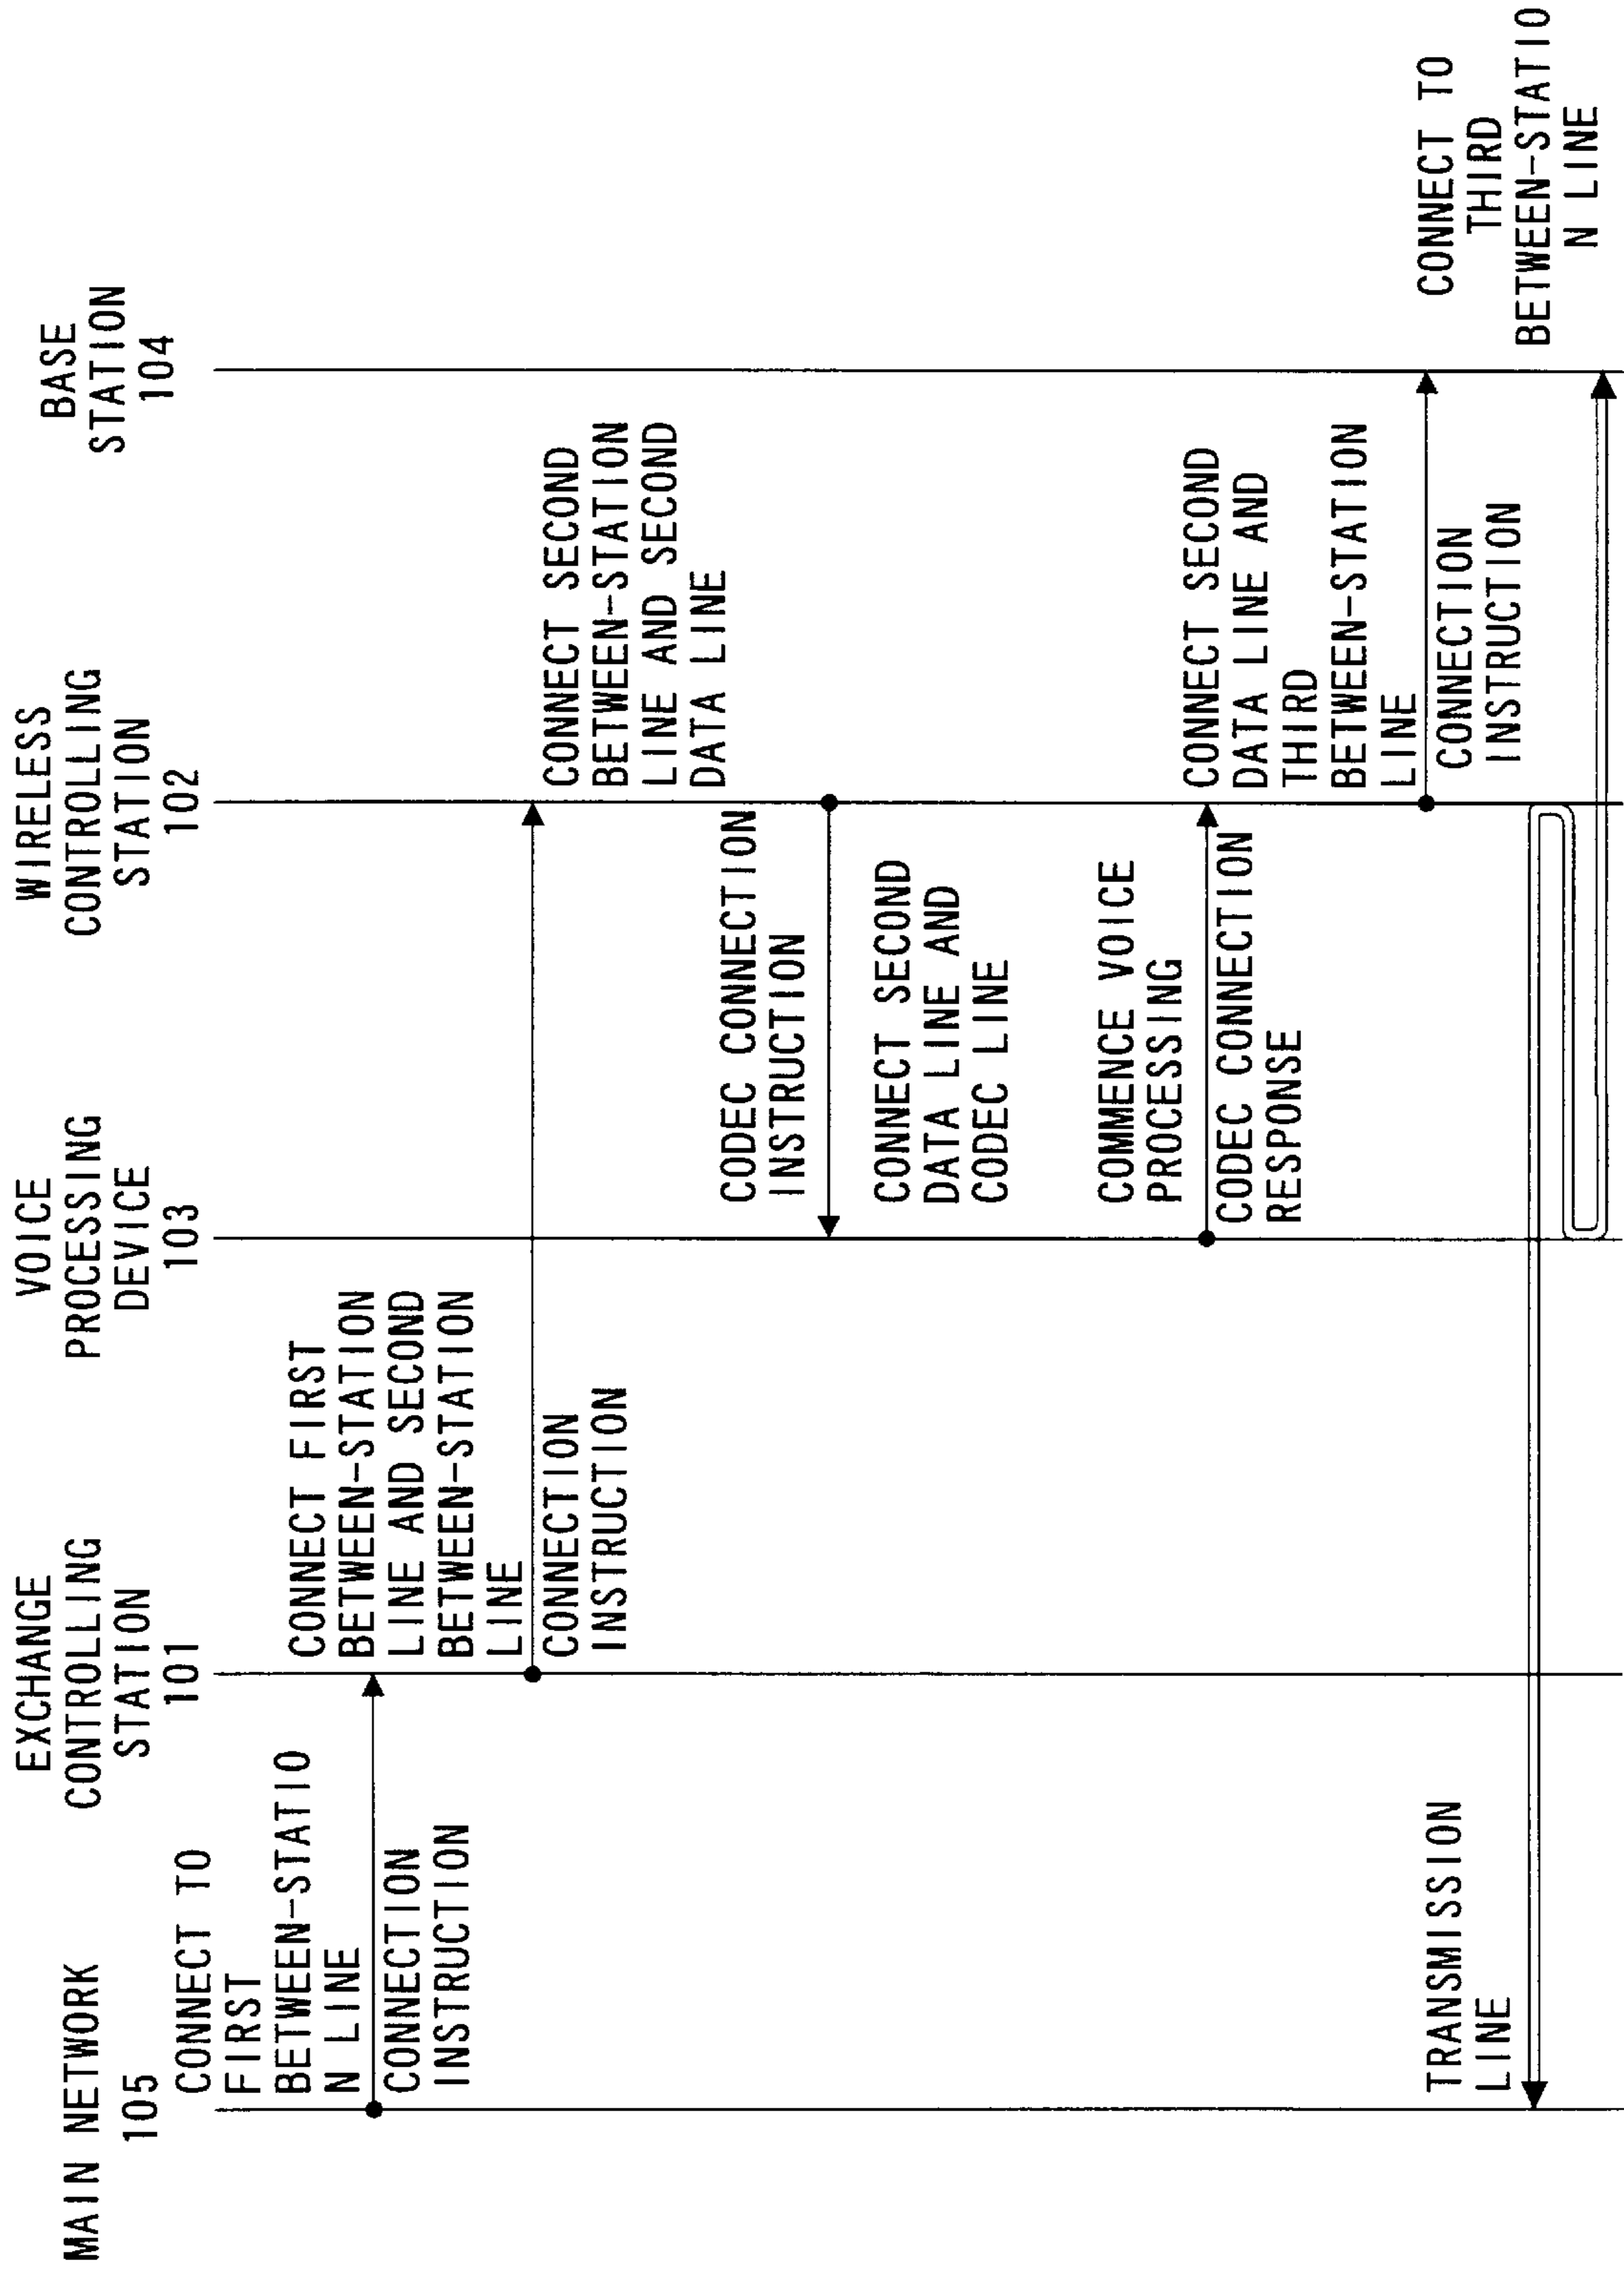 MAIN NETWORK
105
EXCHANGE
CONTROLLING
STATION
101
VOICE
PROCESSING
DEVICE
103
WIRELESS
CONTROLLING
STATION
102
BASE
STATION
104
CONNECT TO
FIRST
BETWEEN-STATIO
N LINE
CONNECTION
INSTRUCTION
CONNECT FIRST
BETWEEN-STATION
LINE AND SECOND
BETWEEN-STATION
LINE
CONNECTION
INSTRUCTION
CONNECT SECOND
BETWEEN-STATION
LINE AND SECOND
DATA LINE
CODEC CONNECTION
INSTRUCTION
CONNECT SECOND
DATA LINE AND
CODEC LINE
COMMENCE VOICE
PROCESSING
CODEC CONNECTION
RESPONSE
CONNECT SECOND
DATA LINE AND
THIRD
BETWEEN-STATION
LINE
CONNECTION
INSTRUCTION
CONNECT TO
THIRD
BETWEEN-STATIO
N LINE
TRANSMISSION
LINE